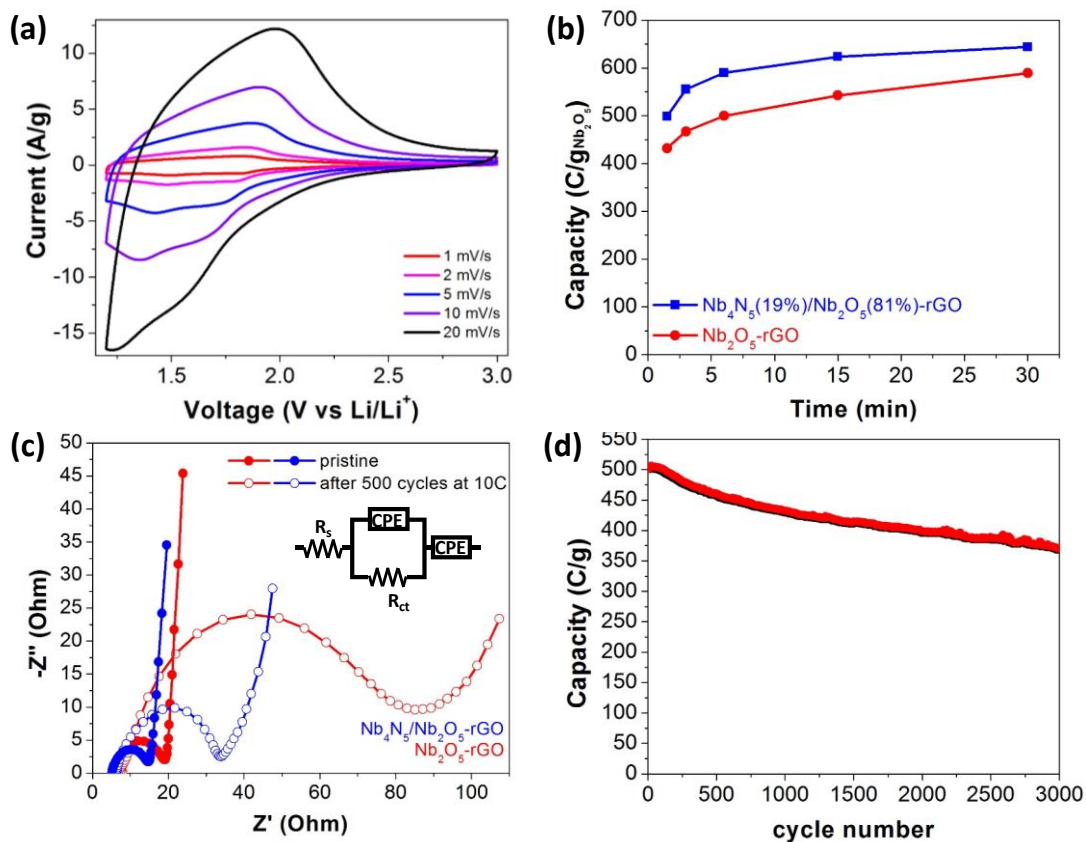 (a)
10
5
0
-5
-10
-15
Current (A/g)
1.5
2.0
2.5
3.0
Voltage (V vs Li/Li⁺)
1 mV/s
2 mV/s
5 mV/s
10 mV/s
20 mV/s
(b)
700
600
500
400
300
200
100
0
Capacity (C/g_Nb₂O₅)
0
5
10
15
20
25
30
Time (min)
Nb₄N₅(19%)/Nb₂O₅(81%)-rGO
Nb₂O₅-rGO
(c)
50
45
40
35
30
25
20
15
10
5
0
-Z" (Ohm)
0
20
40
60
80
100
Z' (Ohm)
pristine
after 500 cycles at 10C
Rₛ
CPE
CPE
R_ct
Nb₄N₅/Nb₂O₅-rGO
Nb₂O₅-rGO
(d)
550
500
450
400
350
300
250
200
150
100
50
0
Capacity (C/g)
0
500
1000
1500
2000
2500
3000
cycle number